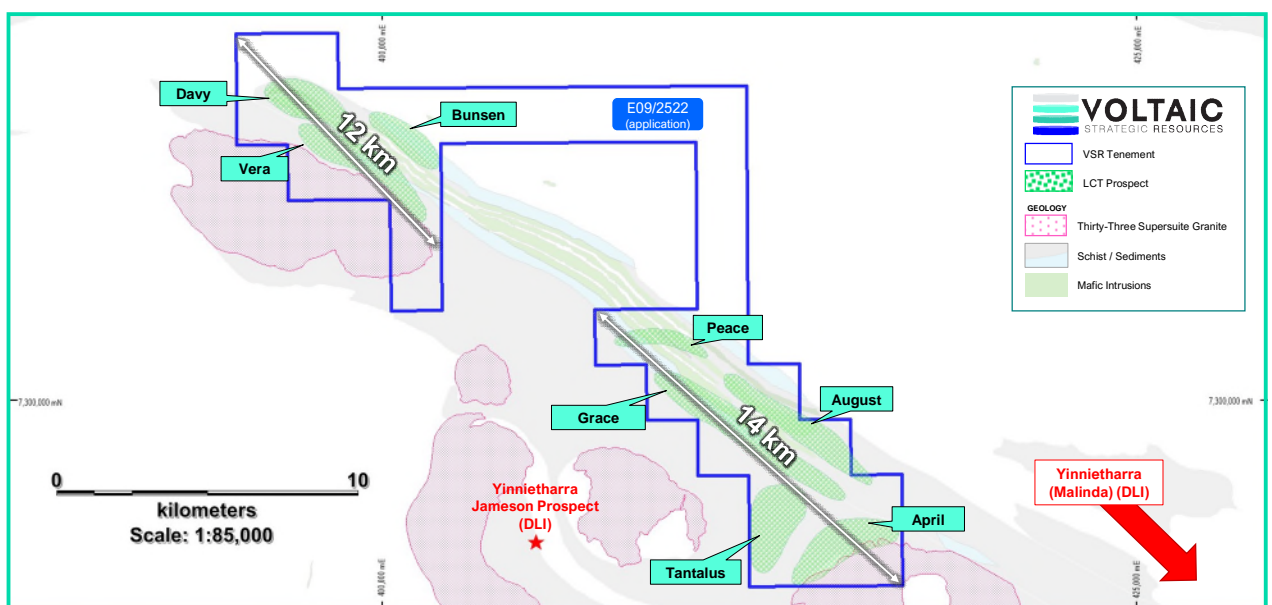 400,000 mE
425,000 mE
Davy
Bunsen
E09/2522
(application)
12 km
Vera
VOLTAIC
STRATEGIC RESOURCES
VSR Tenement
LCT Prospect
GEOLOGY
Thirty-Three Supersuite Granite
Schist / Sediments
Mafic Intrusions
Peace
7,300,000 mN
7,300,000 mN
Grace
August
14 km
0
10
kilometers
Scale: 1:85,000
Yinnietharra
Jameson Prospect
(DLI)
Yinnietharra
(Malinda) (DLI)
April
Tantalus
400,000 mE
425,000 mE